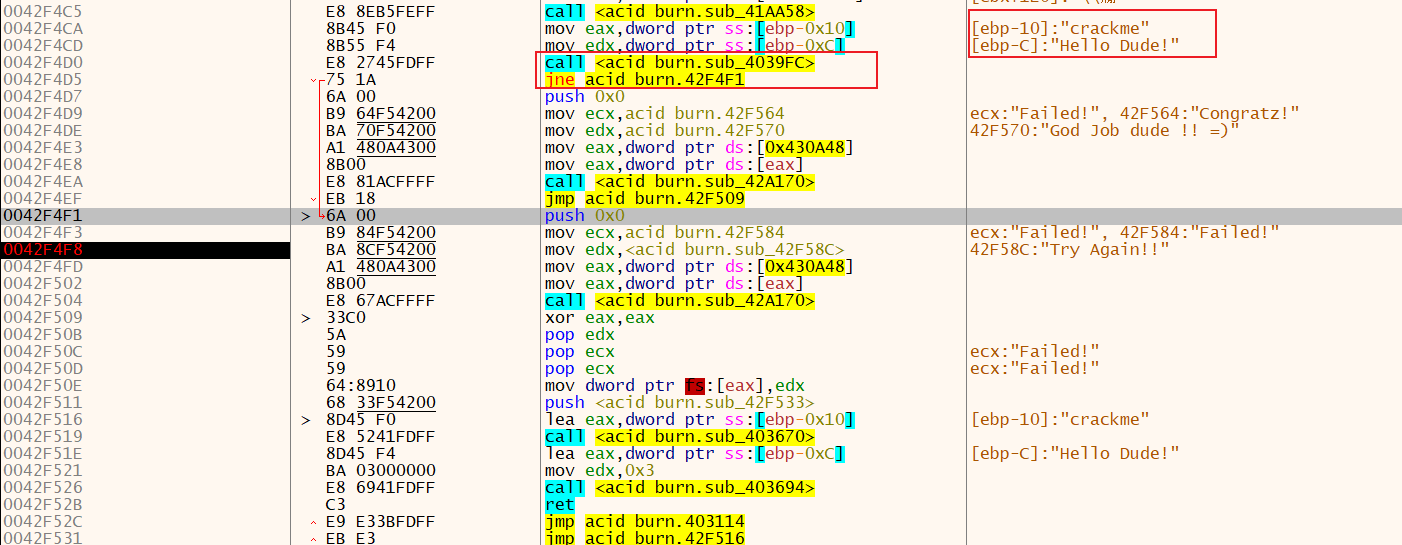 0042F4C5 E8 8EB5FEFF call <acid burn.sub_41AA58>
0042F4CA 8B45 F0 mov eax,dword ptr ss:[ebp-0x10] [ebp-10]:"crackme"
0042F4CD 8B55 F4 mov edx,dword ptr ss:[ebp-0xC] [ebp-C]:"Hello Dude!"
0042F4D0 E8 2745FDFF call <acid burn.sub_4039FC>
0042F4D5 75 1A jne acid burn.42F4F1
0042F4D7 6A 00 push 0x0
0042F4D9 B9 64F54200 mov ecx,acid burn.42F564 ecx:"Failed!", 42F564:"Congratz!"
0042F4DE BA 70F54200 mov edx,acid burn.42F570 42F570:"God Job dude !! =)"
0042F4E3 A1 480A4300 mov eax,dword ptr ds:[0x430A48]
0042F4E8 8B00 mov eax,dword ptr ds:[eax]
0042F4EA E8 81ACFFFF call <acid burn.sub_42A170>
0042F4EF EB 18 jmp acid burn.42F509
0042F4F1 > 6A 00 push 0x0
0042F4F3 B9 84F54200 mov ecx,acid burn.42F584 ecx:"Failed!", 42F584:"Failed!"
0042F4F8 BA 8CF54200 mov edx,<acid burn.sub_42F58C> 42F58C:"Try Again!!"
0042F4FD A1 480A4300 mov eax,dword ptr ds:[0x430A48]
0042F502 8B00 mov eax,dword ptr ds:[eax]
0042F504 E8 67ACFFFF call <acid burn.sub_42A170>
0042F509 > 33C0 xor eax,eax
0042F50B 5A pop edx
0042F50C 59 pop ecx ecx:"Failed!"
0042F50D 59 pop ecx ecx:"Failed!"
0042F50E 64:8910 mov dword ptr fs:[eax],edx
0042F511 68 33F54200 push <acid burn.sub_42F533>
0042F516 > 8D45 F0 lea eax,dword ptr ss:[ebp-0x10] [ebp-10]:"crackme"
0042F519 E8 5241FDFF call <acid burn.sub_403670>
0042F51E 8D45 F4 lea eax,dword ptr ss:[ebp-0xC] [ebp-C]:"Hello Dude!"
0042F521 BA 03000000 mov edx,0x3
0042F526 E8 6941FDFF call <acid burn.sub_403694>
0042F52B C3 ret
0042F52C E9 E33BFDFF jmp acid burn.403114
0042F531 EB E3 jmp acid burn.42F516